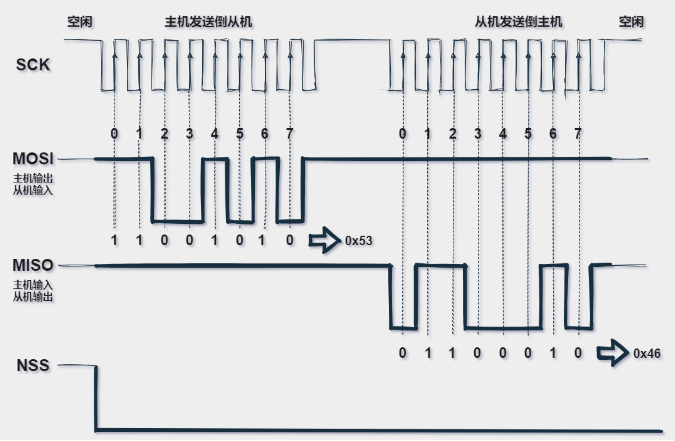 空闲 主机发送倒从机 从机发送倒主机 空闲
SCK
0 1 2 3 4 5 6 7 0 1 2 3 4 5 6 7
MOSI
主机输出
从机输入
1 1 0 0 1 0 1 0 0x53
MISO
主机输入
从机输出
0 1 1 0 0 0 1 0 0x46
NSS